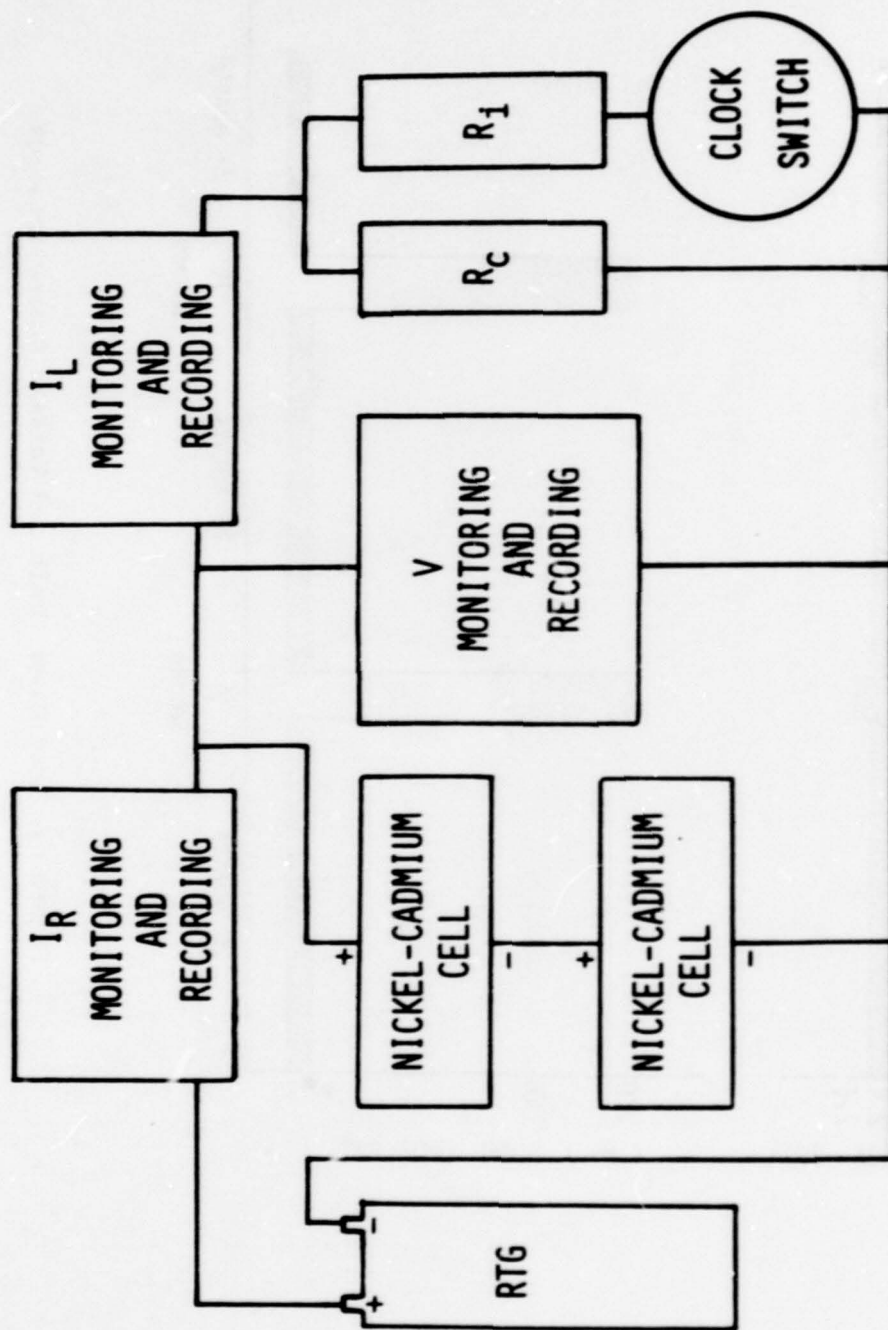 I_R
MONITORING
AND
RECORDING
I_L
MONITORING
AND
RECORDING
+
-
RTG
+
NICKEL-CADMIUM
CELL
-
+
NICKEL-CADMIUM
CELL
-
V
MONITORING
AND
RECORDING
R_C
R_i
CLOCK
SWITCH